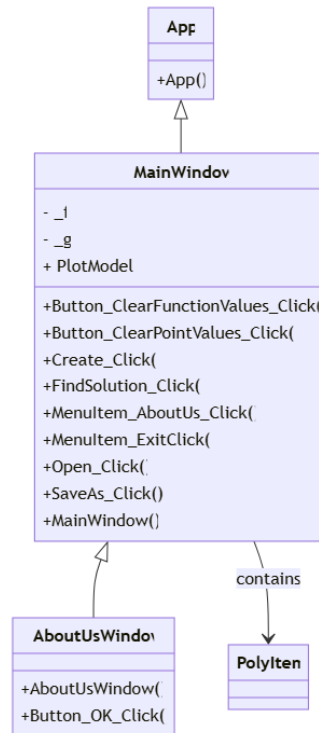 App
+App()
MainWindov
- _f
- _g
+ PlotModel
+Button_ClearFunctionValues_Click(
+Button_ClearPointValues_Click(
+Create_Click(
+FindSolution_Click(
+MenuItem_AboutUs_Click(
+MenuItem_ExitClick(
+Open_Click(
+SaveAs_Click()
+MainWindow()
contains
AboutUsWindov
+AboutUsWindow(
+Button_OK_Click(
PolyIten